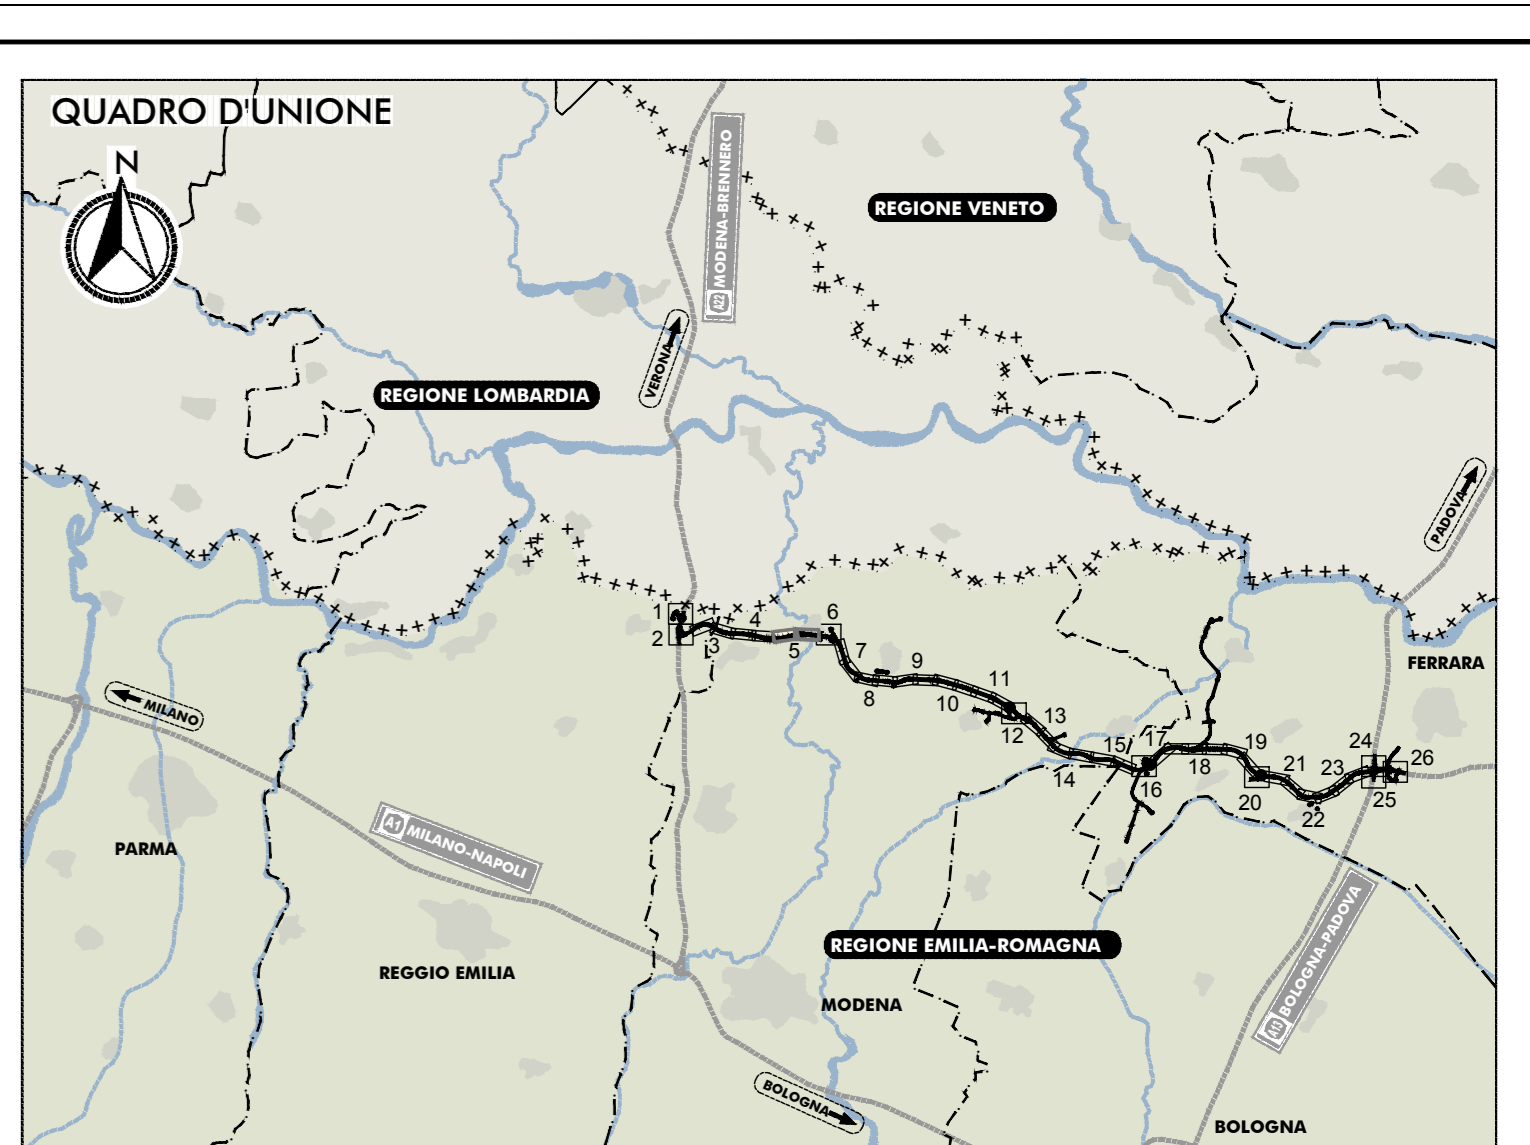 QUADRO D'UNIONE
N
A22 MODENA-BRENNERO
REGIONE VENETO
VERONA
REGIONE LOMBARDIA
PADOVA
1
2
3
4
5
6
7
8
9
10
11
12
13
14
15
16
17
18
19
20
21
22
23
24
25
26
FERRARA
MILANO
PARMA
A1 MILANO-NAPOLI
REGIONE EMILIA-ROMAGNA
A13 BOLOGNA-PADOVA
REGGIO EMILIA
MODENA
BOLOGNA
BOLOGNA